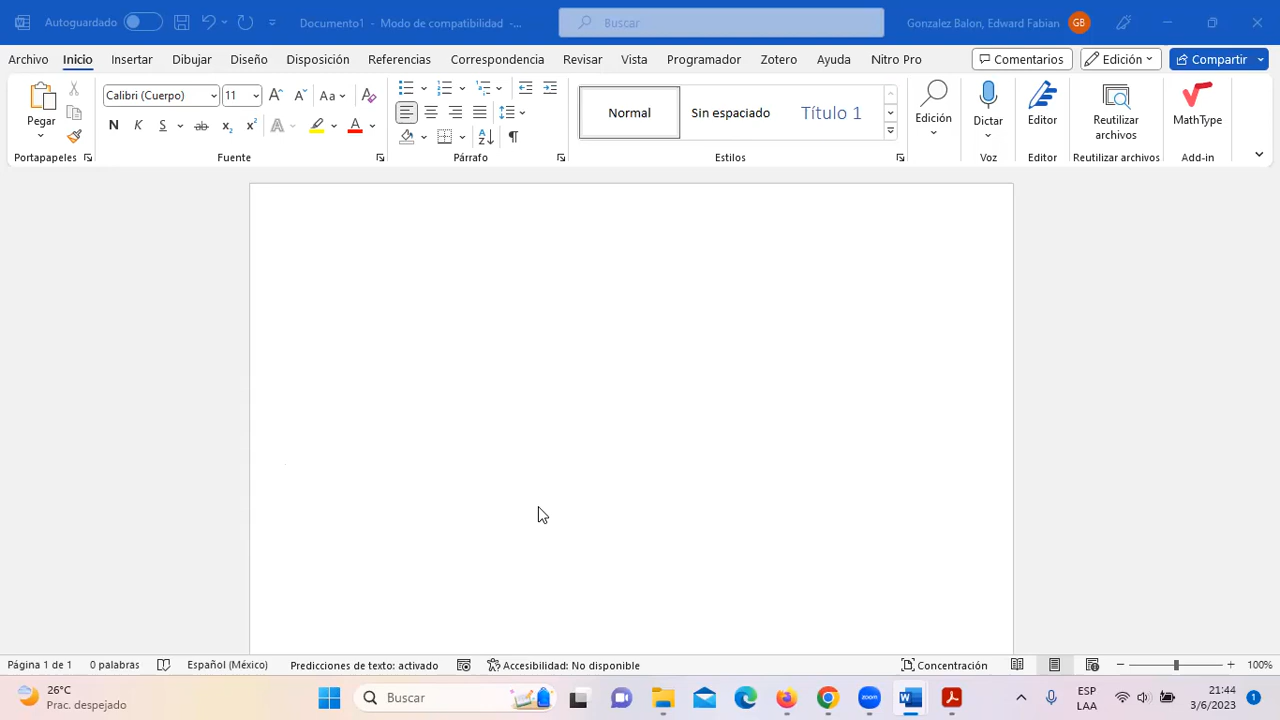 Autoguardado Documento1 - Modo de compatibilidad -... Buscar Gonzalez Balon, Edward Fabian GB
Archivo Inicio Insertar Dibujar Diseño Disposición Referencias Correspondencia Revisar Vista Programador Zotero Ayuda Nitro Pro Comentarios Edición Compartir
Pegar
Portapapeles
Calibri (Cuerpo) 11 Aa
N K S ab x₂ x² A A
Fuente
Párrafo
Normal Sin espaciado Título 1
Estilos
Edición
Dictar
Voz
Editor
Editor
Reutilizar
archivos
Reutilizar archivos
MathType
Add-in
Página 1 de 1 0 palabras Español (México) Predicciones de texto: activado Accesibilidad: No disponible Concentración 100%
26°C
Prac. despejado
Buscar
zoom
ESP
LAA
21:44
3/6/2023
1